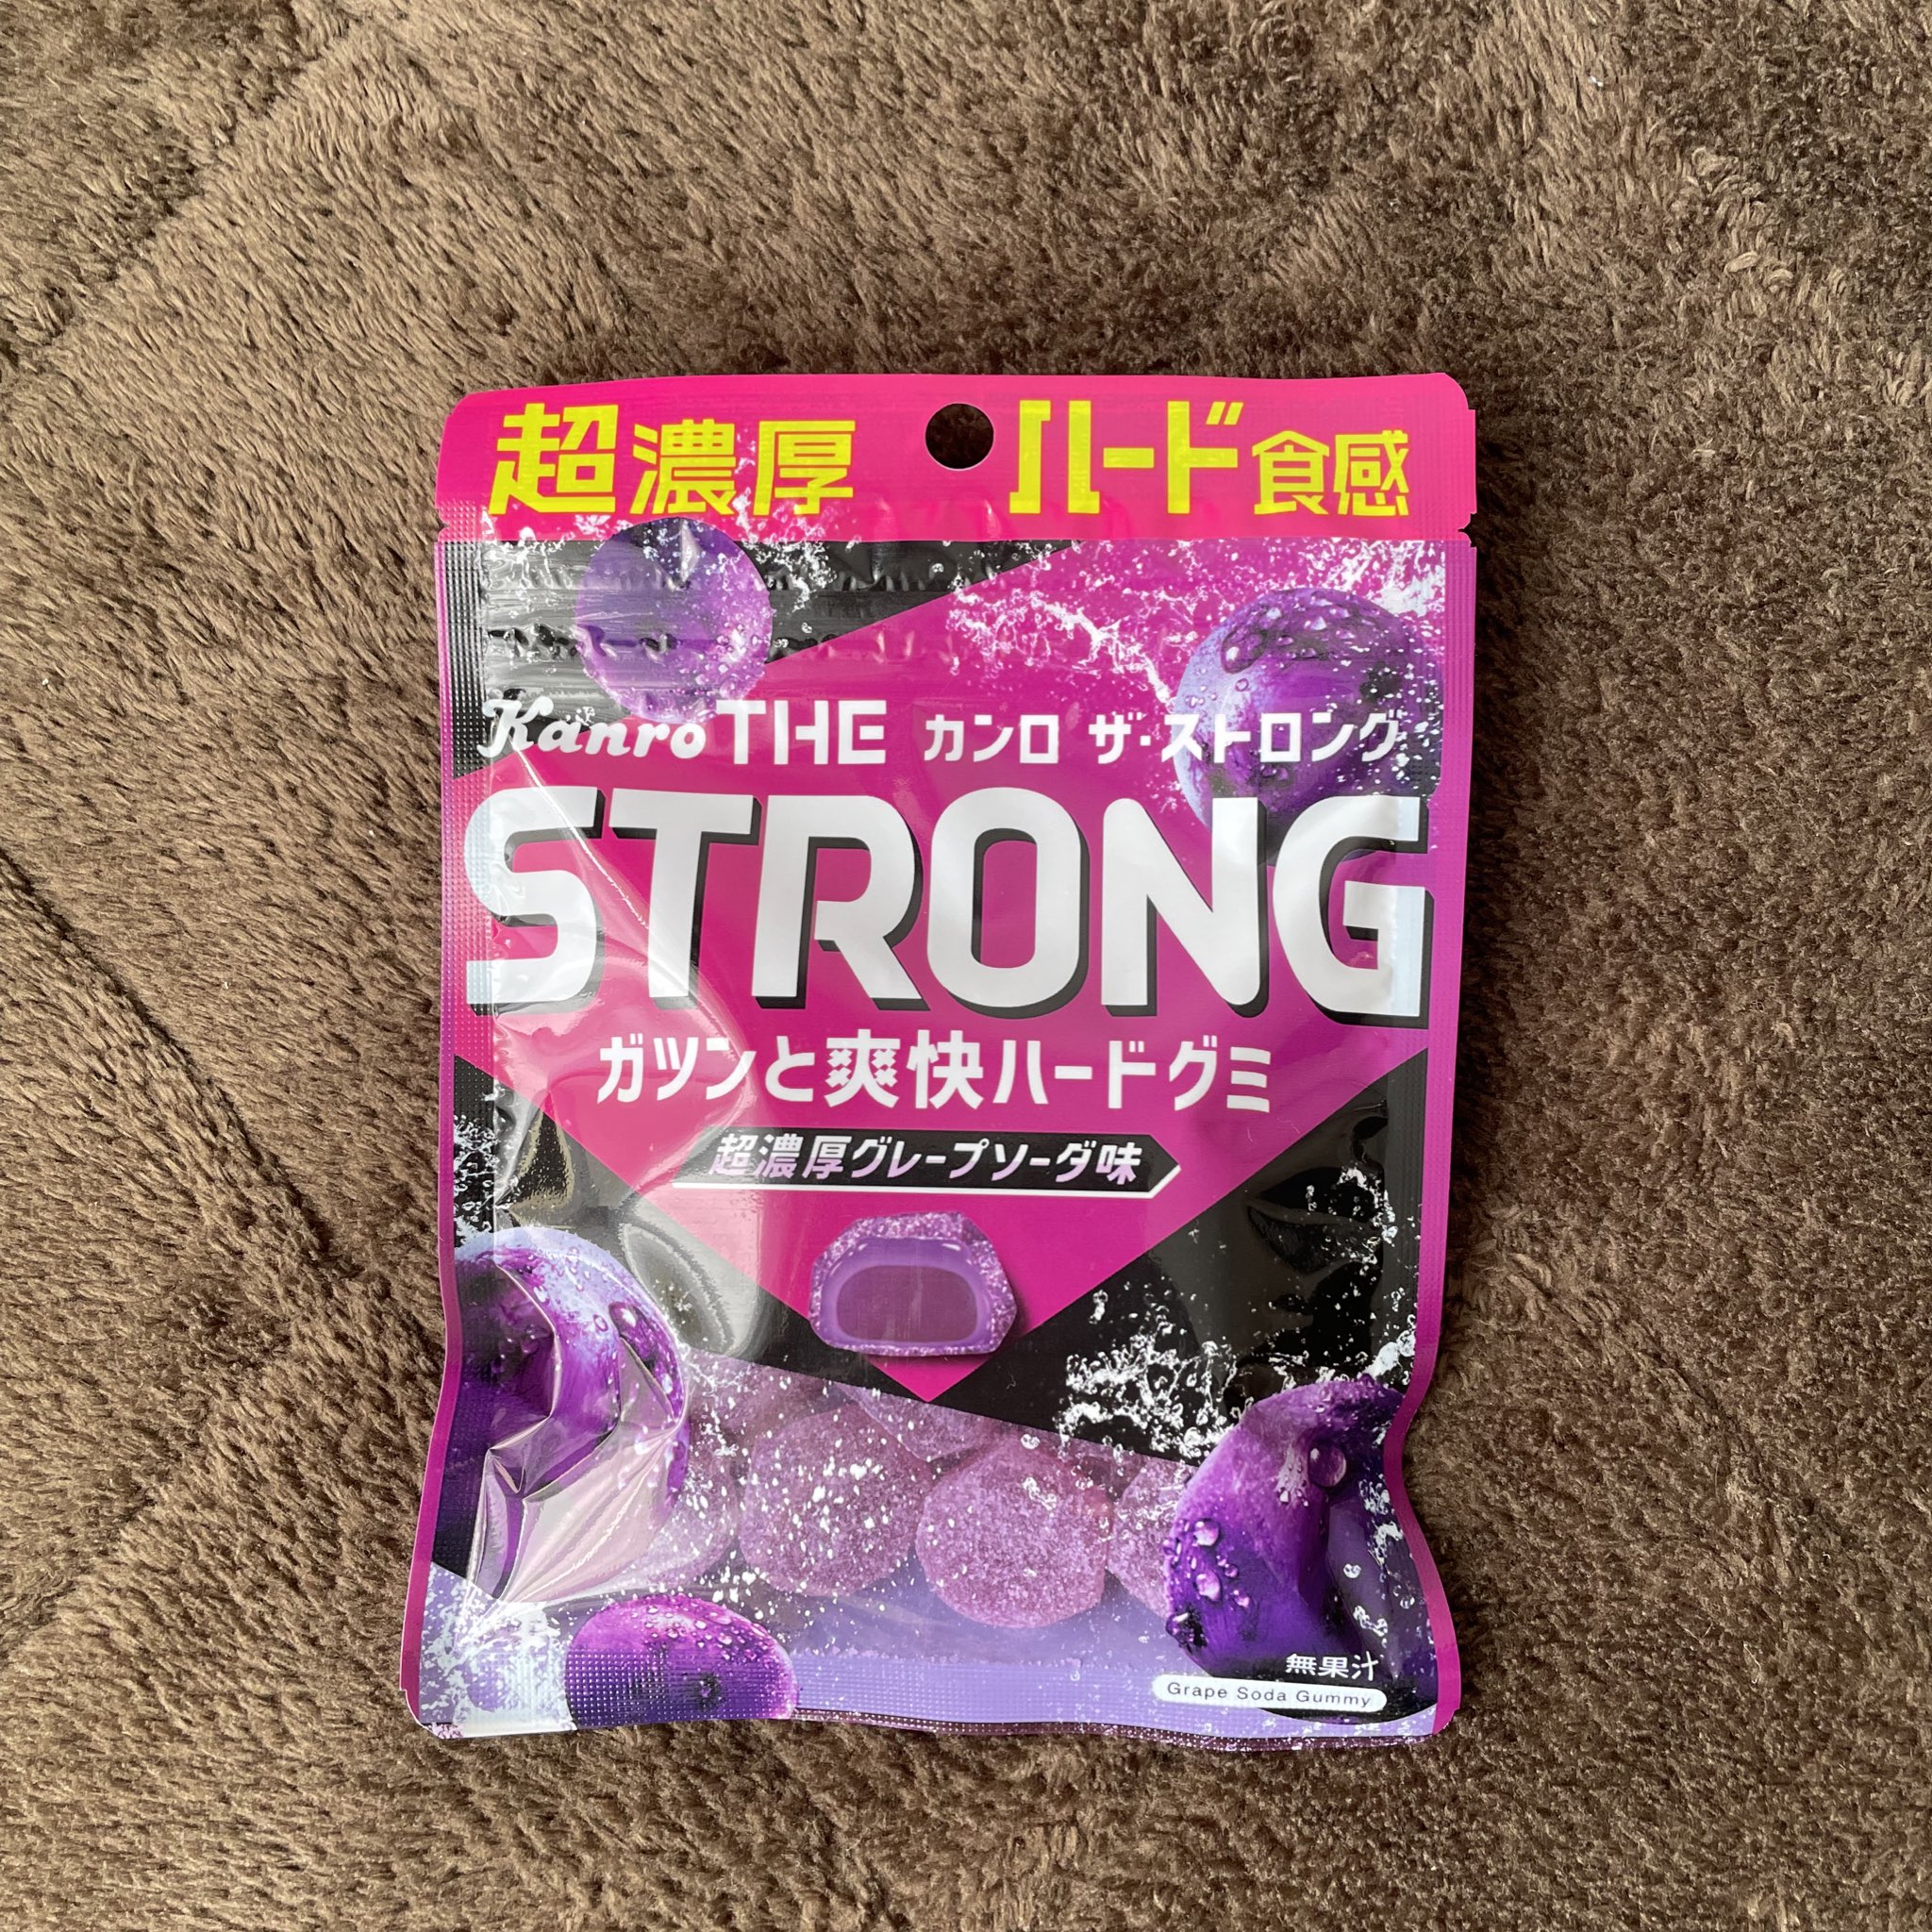 超濃厚 ハード食感
Kanro THE カンロ ザ・ストロング
STRONG
ガツンと爽快ハードグミ
超濃厚グレープソーダ味
無果汁
Grape Soda Gummy